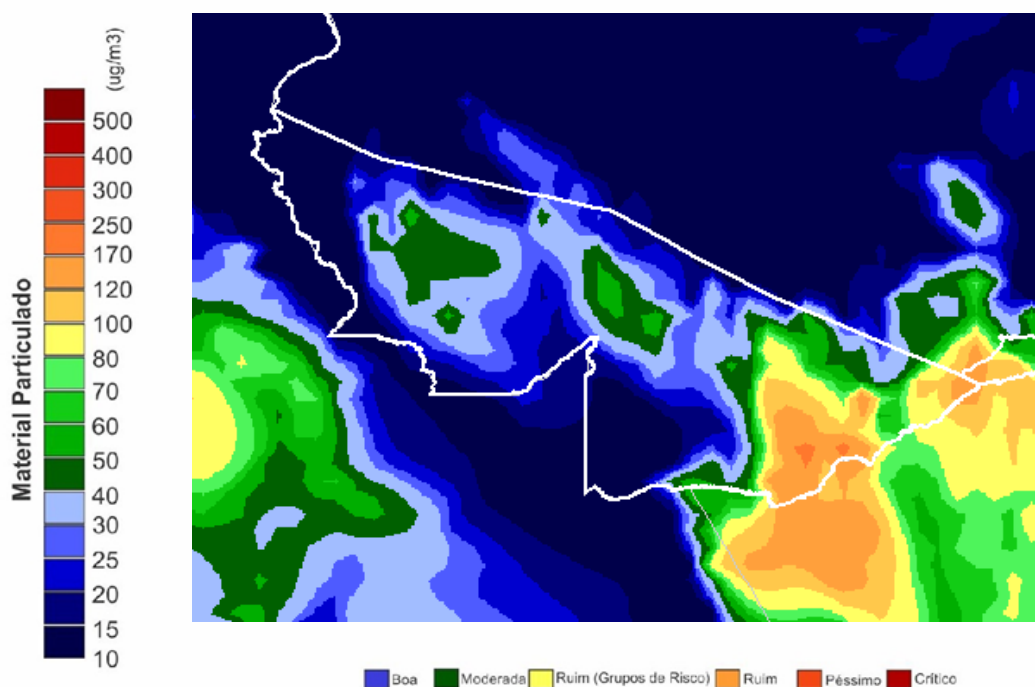 (ug/m3)
Material Particulado
500
400
300
250
170
120
100
80
70
60
50
40
30
25
20
15
10
Boa
Moderada
Ruim (Grupos de Risco)
Ruim
Péssimo
Crítico